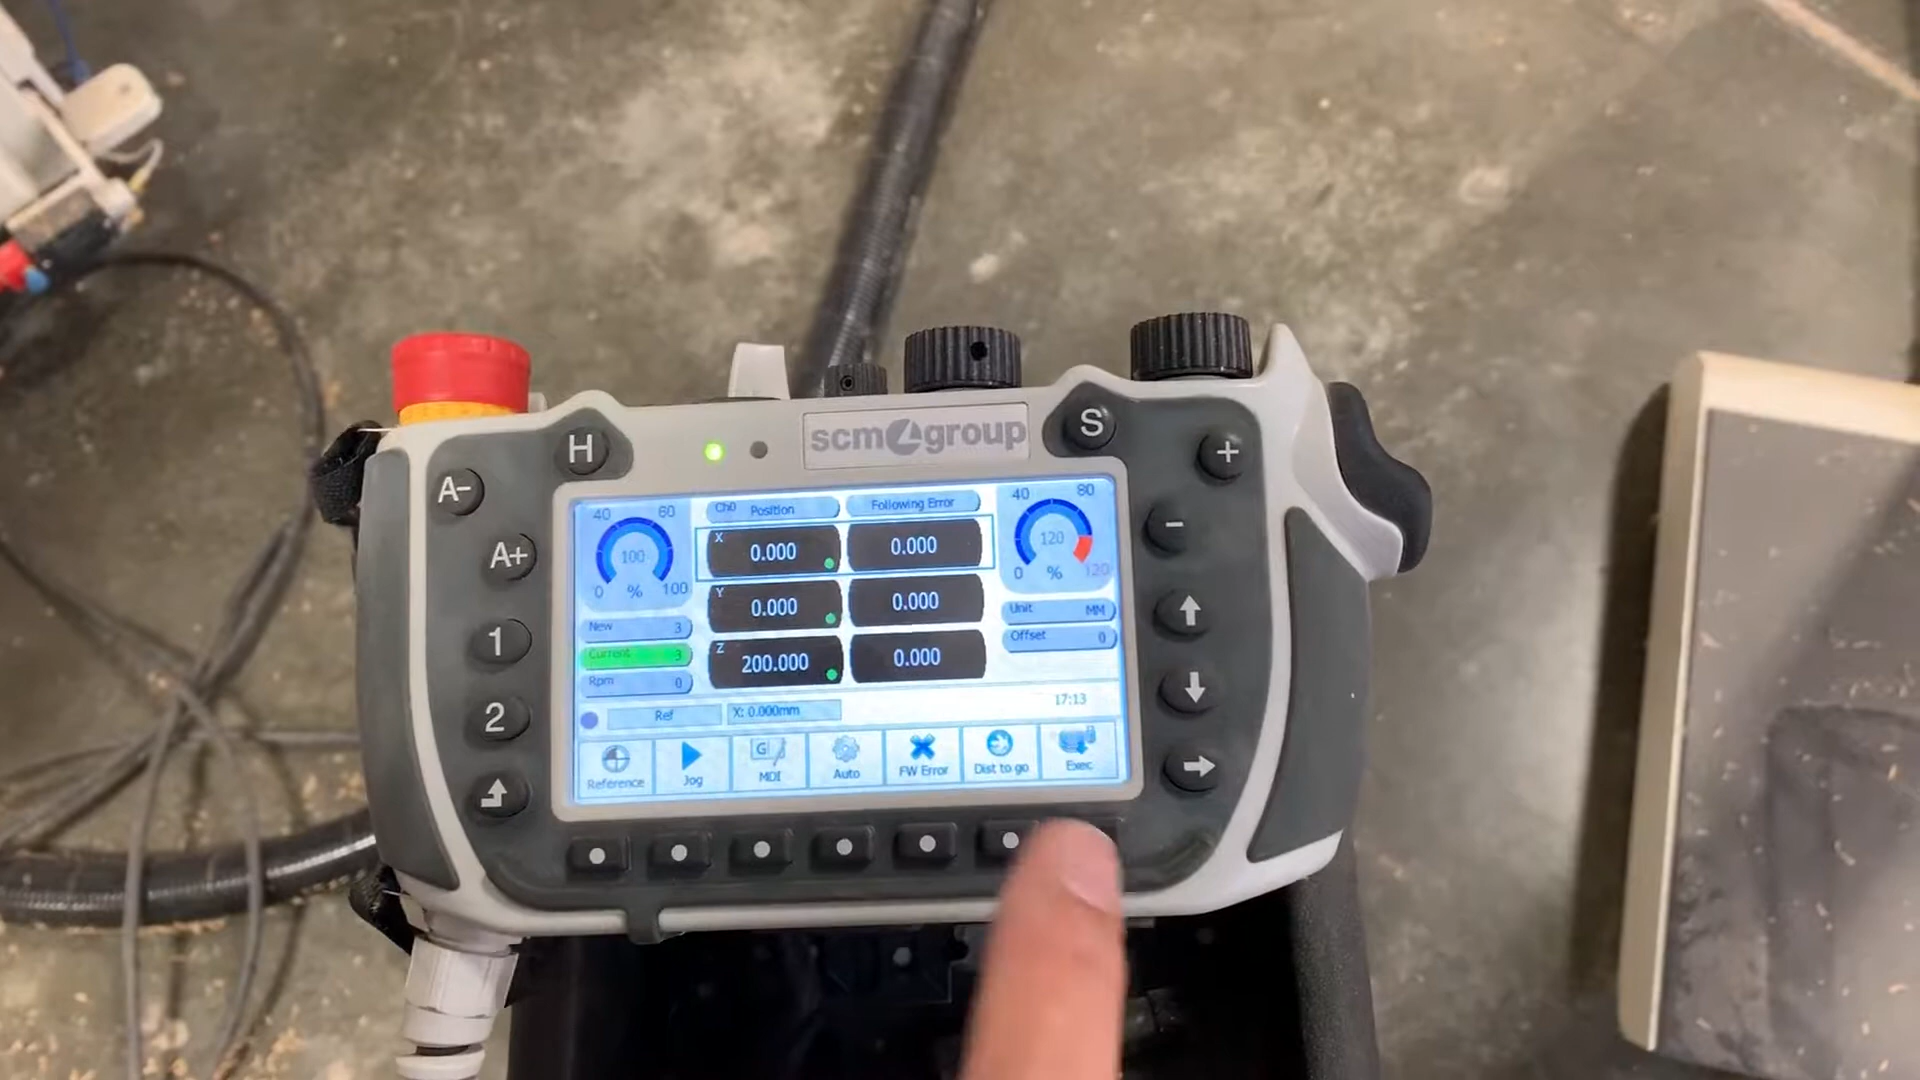 scm group
H
S
A-
A+
1
2
+
-
40 60
100
0 % 100
New 3
Current 3
Rpm 0
Ch0 Position
Following Error
X 0.000
0.000
Y 0.000
0.000
Z 200.000
0.000
40 80
120
0 % 120
Unit MM
Offset 0
Ref
X: 0.000mm
17:13
Reference
Jog
G
MDI
Auto
FW Error
Dist to go
Exec